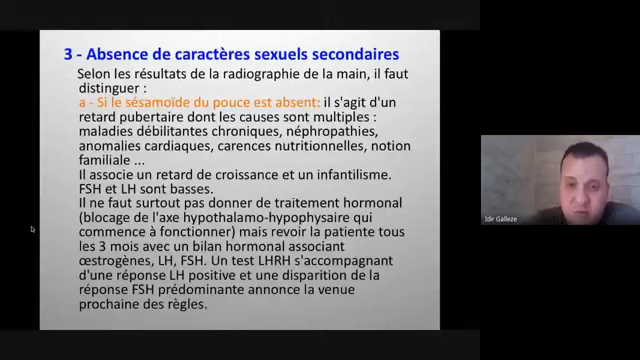 3 - Absence de caractères sexuels secondaires
Selon les résultats de la radiographie de la main, il faut
distinguer :
a - Si le sésamoïde du pouce est absent: il s'agit d'un
retard pubertaire dont les causes sont multiples :
maladies débilitantes chroniques, néphropathies,
anomalies cardiaques, carences nutritionnelles, notion
familiale ...
Il associe un retard de croissance et un infantilisme.
FSH et LH sont basses.
Il ne faut surtout pas donner de traitement hormonal
(blocage de l'axe hypothalamo-hypophysaire qui
commence à fonctionner) mais revoir la patiente tous
les 3 mois avec un bilan hormonal associant
œstrogènes, LH, FSH. Un test LHRH s'accompagnant
d'une réponse LH positive et une disparition de la
réponse FSH prédominante annonce la venue
prochaine des règles.
Idir Galleze